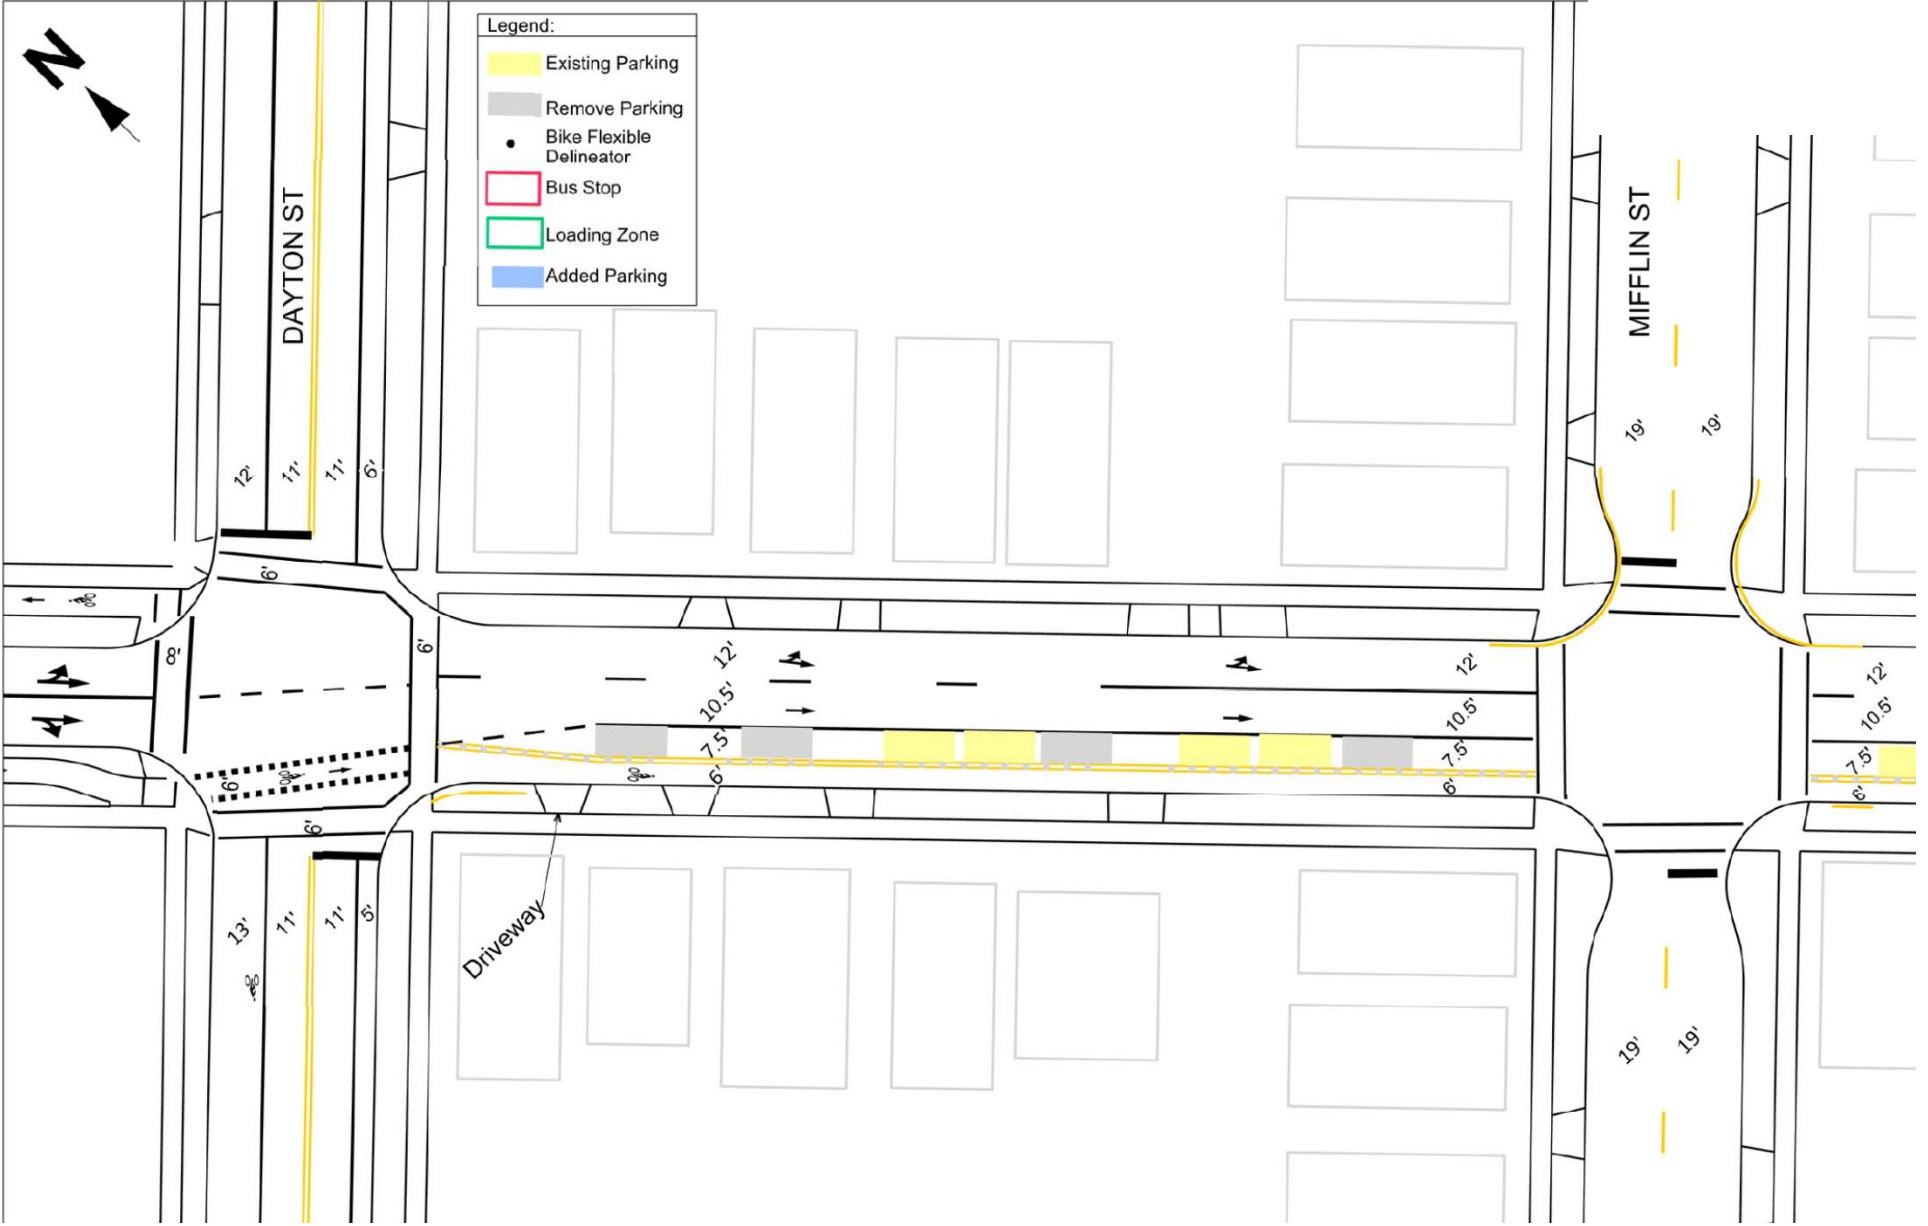 N
Legend:
Existing Parking
Remove Parking
Bike Flexible
Delineator
Bus Stop
Loading Zone
Added Parking
DAYTON ST
MIFFLIN ST
12' 11' 11' 6'
19' 19'
6'
8'
6'
12'
12'
12'
10.5'
10.5'
10.5'
7.5'
7.5'
7.5'
6'
6'
6'
6'
6'
13' 11' 11' 5'
Driveway
19' 19'